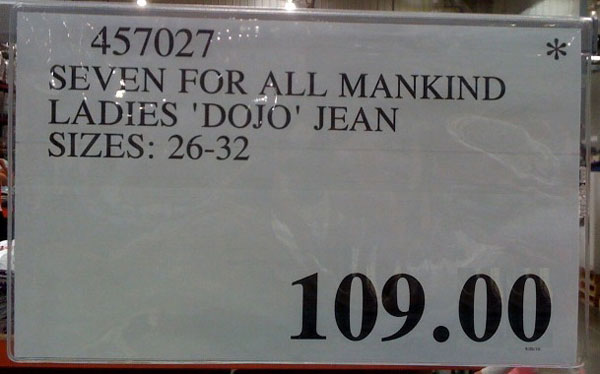 457027 *
SEVEN FOR ALL MANKIND
LADIES 'DOJO' JEAN
SIZES: 26-32
109.00